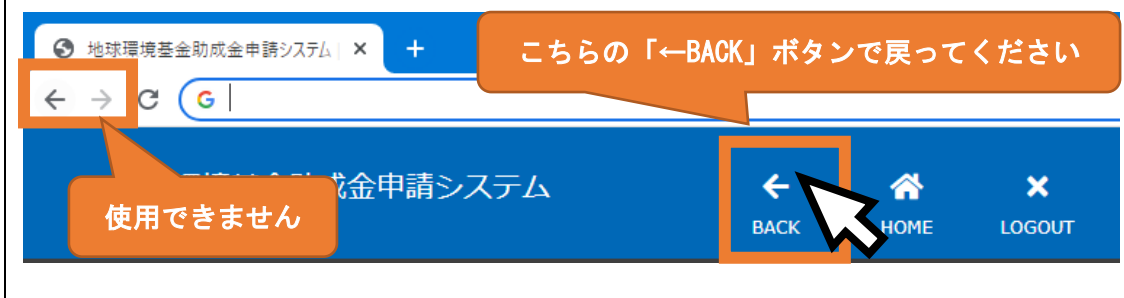 地球環境基金助成金申請システム
こちらの「←BACK」ボタンで戻ってください
G
成金申請システム
使用できません
BACK
HOME
LOGOUT